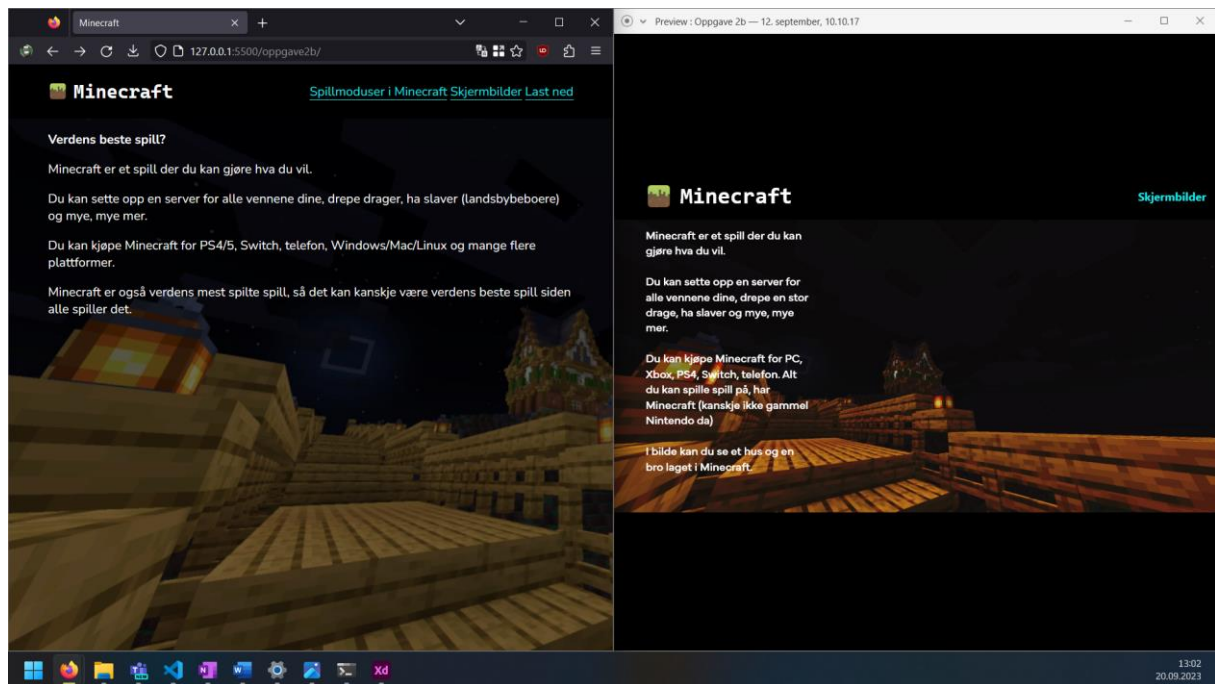 Minecraft
127.0.0.1:5500/oppgave2b/
Minecraft
Spillmoduser i Minecraft Skjermbilder Last ned
Verdens beste spill?
Minecraft er et spill der du kan gjøre hva du vil.
Du kan sette opp en server for alle vennene dine, drepe drager, ha slaver (landsbybeboere)
og mye, mye mer.
Du kan kjøpe Minecraft for PS4/5, Switch, telefon, Windows/Mac/Linux og mange flere
plattformer.
Minecraft er også verdens mest spilte spill, så det kan kanskje være verdens beste spill siden
alle spiller det.
Preview : Oppgave 2b — 12. september, 10.10.17
Minecraft
Skjermbilder
Minecraft er et spill der du kan
gjøre hva du vil.
Du kan sette opp en server for
alle vennene dine, drepe en stor
drage, ha slaver og mye, mye
mer.
Du kan kjøpe Minecraft for PC,
Xbox, PS4, Switch, telefon. Alt
du kan spille spill på, har
Minecraft (kanskje ikke gammel
Nintendo da)
I bilde kan du se et hus og en
bro laget i Minecraft.
Xd
13:02
20.09.2023